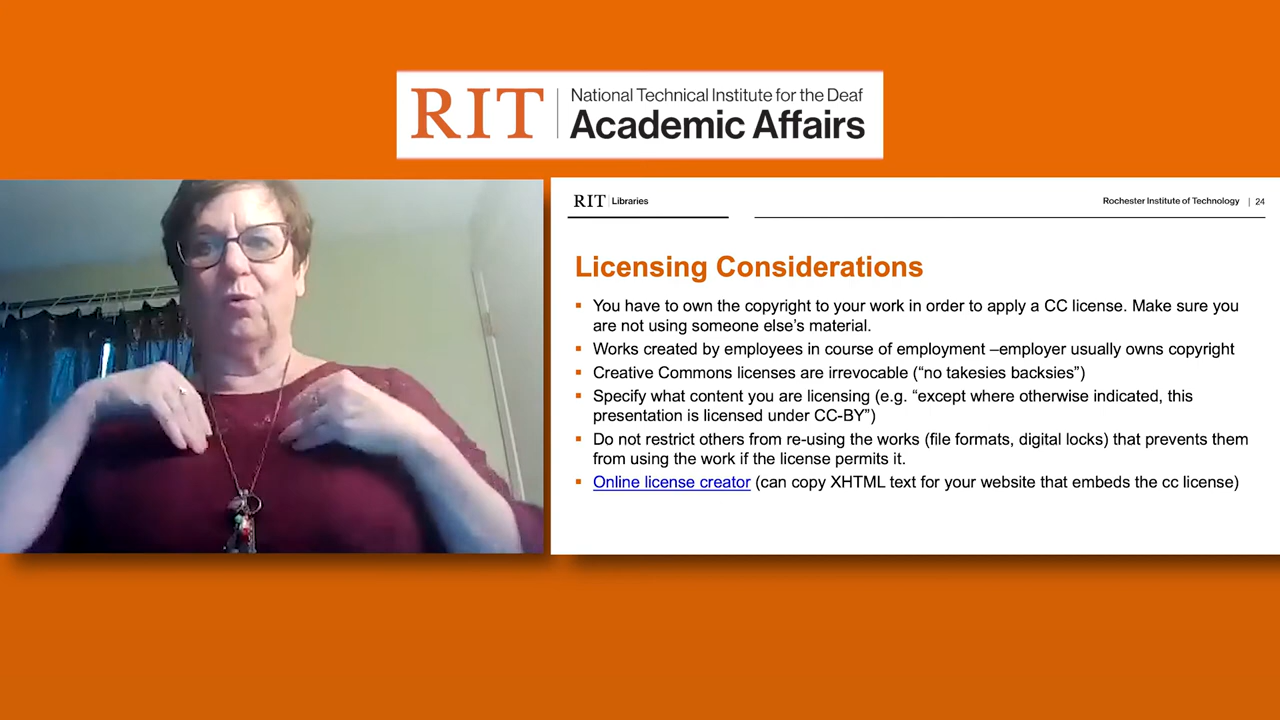 RIT National Technical Institute for the Deaf
Academic Affairs
RIT Libraries
Rochester Institute of Technology | 24
Licensing Considerations
You have to own the copyright to your work in order to apply a CC license. Make sure you
are not using someone else’s material.
Works created by employees in course of employment –employer usually owns copyright
Creative Commons licenses are irrevocable (“no takesies backsies”)
Specify what content you are licensing (e.g. “except where otherwise indicated, this
presentation is licensed under CC-BY”)
Do not restrict others from re-using the works (file formats, digital locks) that prevents them
from using the work if the license permits it.
Online license creator (can copy XHTML text for your website that embeds the cc license)